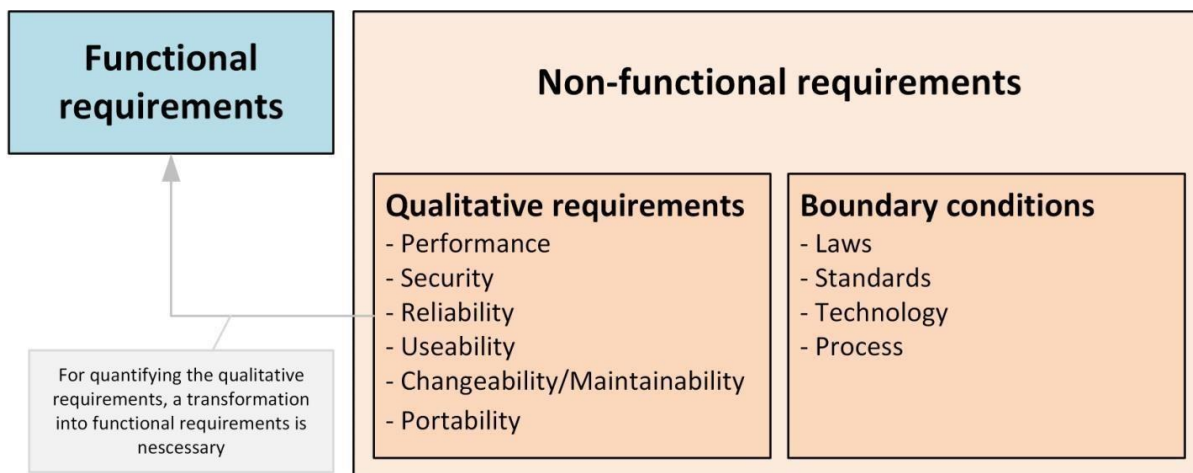 Functional
requirements
Non-functional requirements
Qualitative requirements
- Performance
- Security
- Reliability
- Useability
- Changeability/Maintainability
- Portability
Boundary conditions
- Laws
- Standards
- Technology
- Process
For quantifying the qualitative
requirements, a transformation
into functional requirements is
nescessary